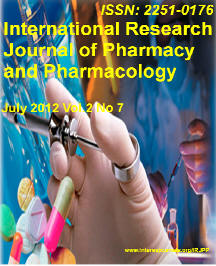 ISSN: 2251-0176
International Research
Journal of Pharmacy
and Pharmacology
July 2012 Vol.2 No 7